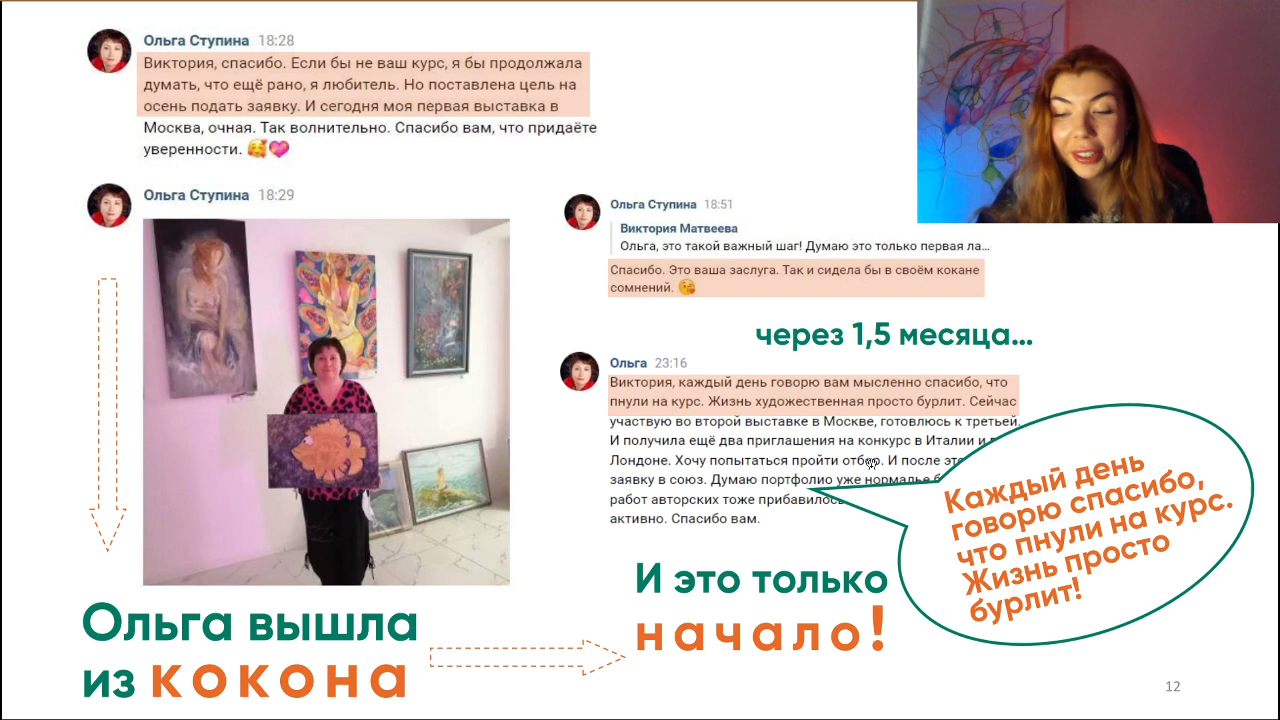 Ольга Ступина 18:28
Виктория, спасибо. Если бы не ваш курс, я бы продолжала
думать, что ещё рано, я любитель. Но поставлена цель на
осень подать заявку. И сегодня моя первая выставка в
Москва, очная. Так волнительно. Спасибо вам, что придаёте
уверенности. 🥰💖
Ольга Ступина 18:29
Ольга вышла
из кокона
Ольга Ступина 18:51
Виктория Матвеева
Ольга, это такой важный шаг! Думаю это только первая ла...
Спасибо. Это ваша заслуга. Так и сидела бы в своём кокане
сомнений. 😘
через 1,5 месяца...
Ольга 23:16
Виктория, каждый день говорю вам мысленно спасибо, что
пнули на курс. Жизнь художественная просто бурлит. Сейчас
участвую во второй выставке в Москве, готовлюсь к третьей.
И получила ещё два приглашения на конкурс в Италии и
Лондоне. Хочу попытаться пройти отбор. И после
заявку в союз. Думаю портфолио уже
работ авторских тоже прибавилось
активно. Спасибо вам.
Каждый день
говорю спасибо,
что пнули на курс.
Жизнь просто
бурлит!
И это только
начало!
12